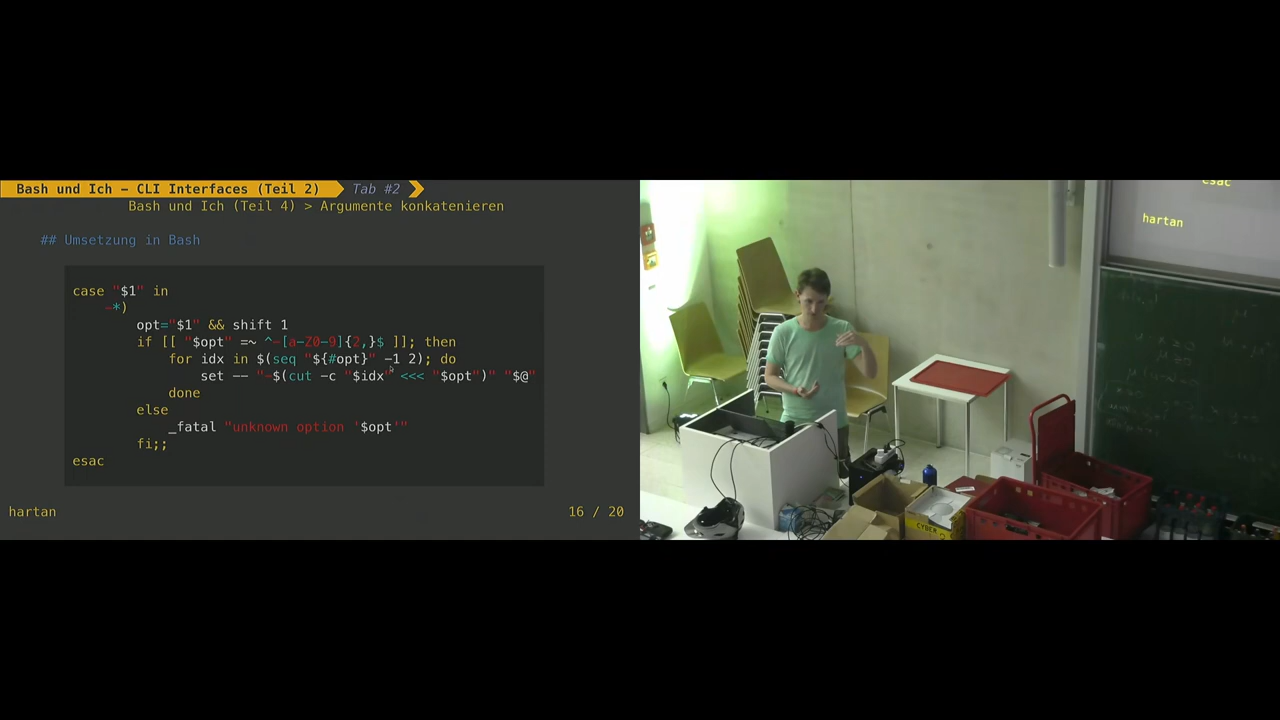 Bash und Ich - CLI Interfaces (Teil 2) Tab #2
Bash und Ich (Teil 4) > Argumente konkatenieren
## Umsetzung in Bash
case "$1" in
-*)
opt="$1" && shift 1
if [[ "$opt" =~ ^-[a-Z0-9]{2,}$ ]]; then
for idx in $(seq "${#opt}" -1 2); do
set -- "-$(cut -c "$idx" <<< "$opt")" "$@"
done
else
_fatal "unknown option '$opt'"
fi;;
esac
hartan
16 / 20
esac
hartan
CYBER